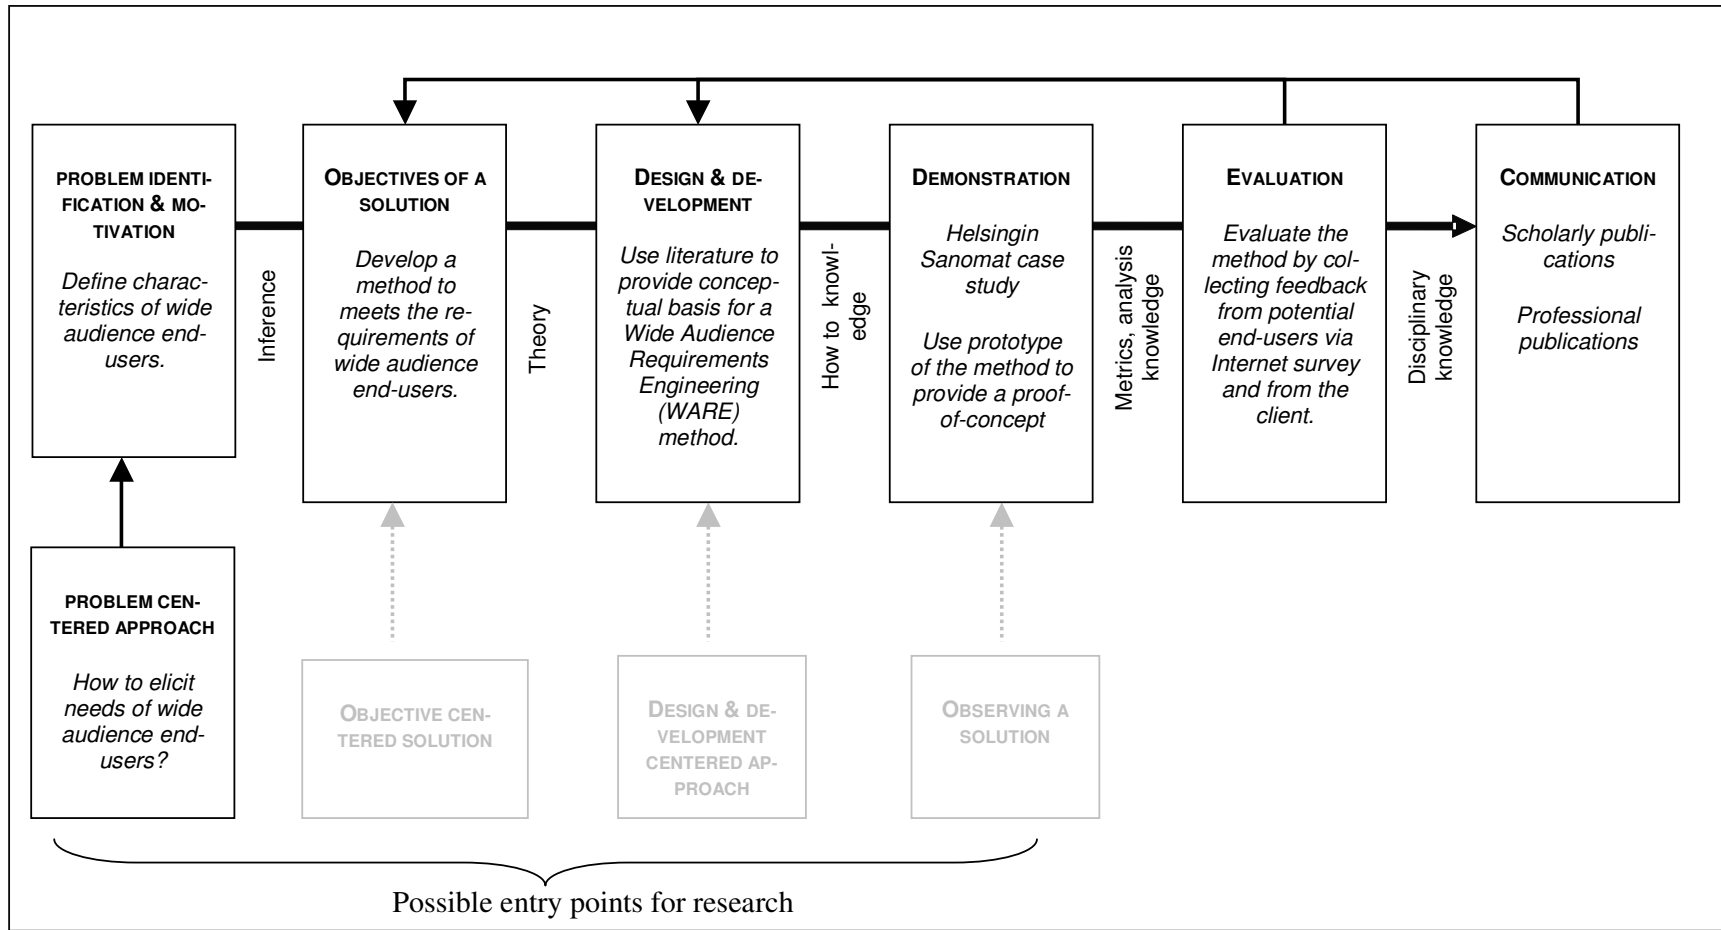 PROBLEM IDENTI-
FICATION & MO-
TIVATION
Define charac-
teristics of wide
audience end-
users.
Inference
OBJECTIVES OF A
SOLUTION
Develop a
method to
meets the re-
quirements of
wide audience
end-users.
Theory
DESIGN & DE-
VELOPMENT
Use literature to
provide concep-
tual basis for a
Wide Audience
Requirements
Engineering
(WARE)
method.
How to knowl-
edge
DEMONSTRATION
Helsingin
Sanomat case
study
Use prototype
of the method to
provide a proof-
of-concept
Metrics, analysis
knowledge
EVALUATION
Evaluate the
method by col-
lecting feedback
from potential
end-users via
Internet survey
and from the
client.
Disciplinary
knowledge
COMMUNICATION
Scholarly publi-
cations
Professional
publications
PROBLEM CEN-
TERED APPROACH
How to elicit
needs of wide
audience end-
users?
OBJECTIVE CEN-
TERED SOLUTION
DESIGN & DE-
VELOPMENT
CENTERED AP-
PROACH
OBSERVING A
SOLUTION
Possible entry points for research